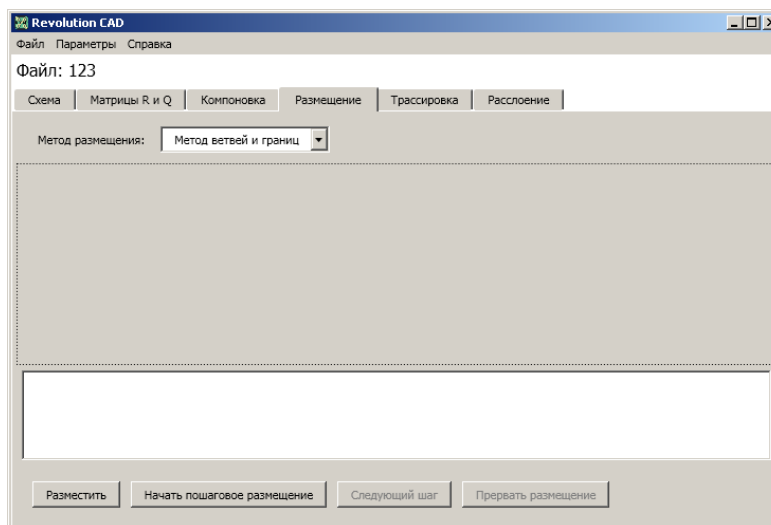 Revolution CAD
Файл Параметры Справка
Файл: 123
Схема Матрицы R и Q Компоновка Размещение Трассировка Расслоение
Метод размещения: Метод ветвей и границ
Разместить Начать пошаговое размещение Следующий шаг Прервать размещение